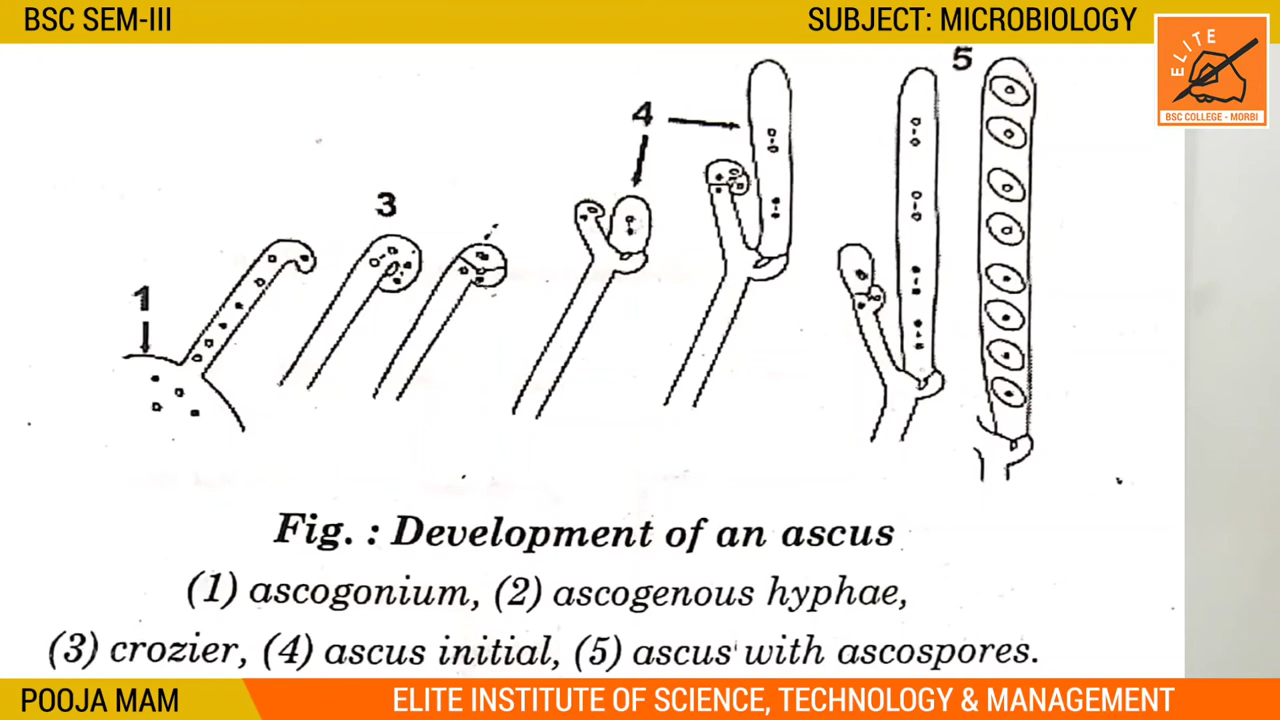 BSC SEM-III
SUBJECT: MICROBIOLOGY
ELITE
BSC COLLEGE - MORBI
5
4
3
1
Fig. : Development of an ascus
(1) ascogonium, (2) ascogenous hyphae,
(3) crozier, (4) ascus initial, (5) ascus with ascospores.
POOJA MAM
ELITE INSTITUTE OF SCIENCE, TECHNOLOGY & MANAGEMENT